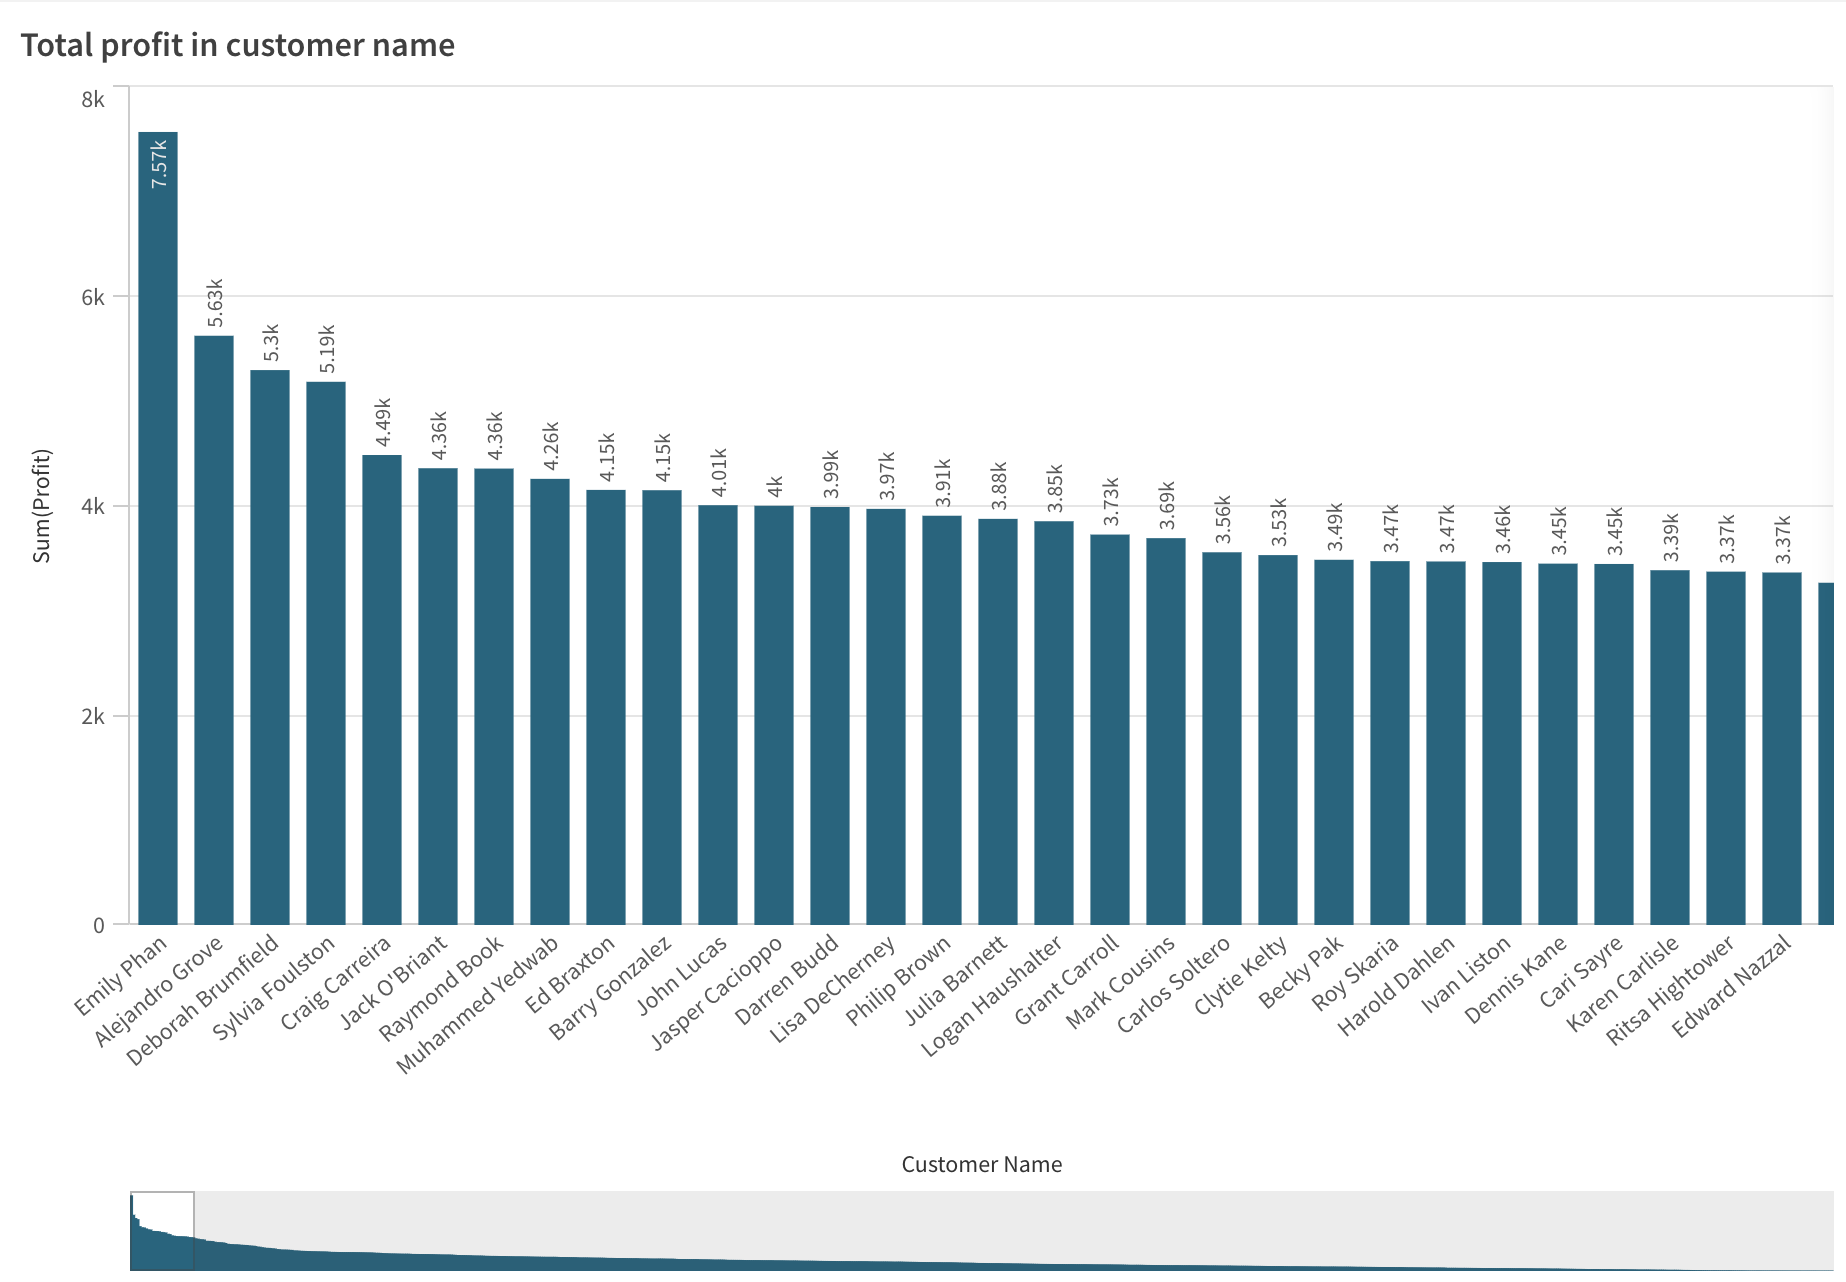 Total profit in customer name
8k
6k
4k
2k
0
Sum(Profit)
7.57k
5.63k
5.3k
5.19k
4.49k
4.36k
4.36k
4.26k
4.15k
4.15k
4.01k
4k
3.99k
3.97k
3.91k
3.88k
3.85k
3.73k
3.69k
3.56k
3.53k
3.49k
3.47k
3.47k
3.46k
3.45k
3.45k
3.39k
3.37k
3.37k
Emily Phan
Alejandro Grove
Deborah Brumfield
Sylvia Foulston
Craig Carreira
Jack O'Briant
Raymond Book
Muhammed Yedwab
Ed Braxton
Barry Gonzalez
John Lucas
Jasper Cacioppo
Darren Budd
Lisa DeCherney
Philip Brown
Julia Barnett
Logan Haushalter
Grant Carroll
Mark Cousins
Carlos Soltero
Clytie Kelty
Becky Pak
Roy Skaria
Harold Dahlen
Ivan Liston
Dennis Kane
Cari Sayre
Karen Carlisle
Ritsa Hightower
Edward Nazzal
Customer Name